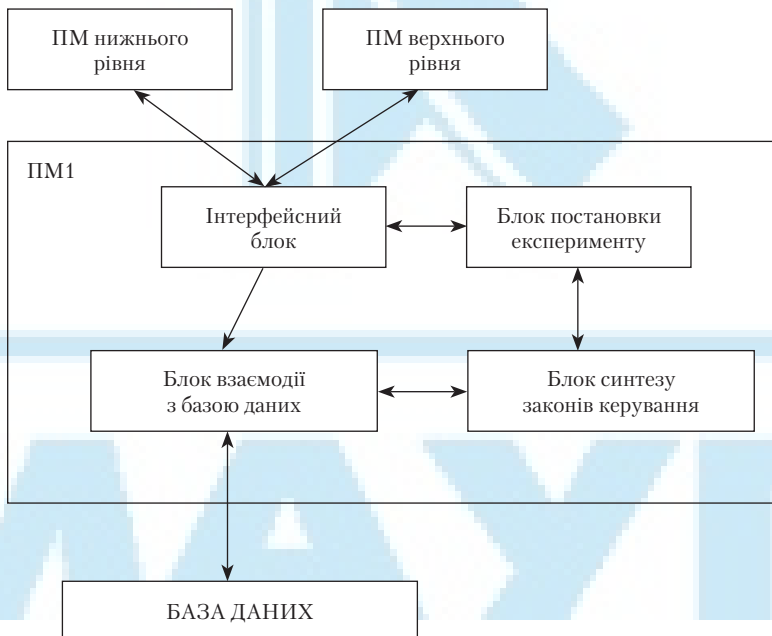 ПМ нижнього
рівня
ПМ верхнього
рівня
ПМ1
Інтерфейсний
блок
Блок постановки
експерименту
Блок взаємодії
з базою даних
Блок синтезу
законів керування
БАЗА ДАНИХ